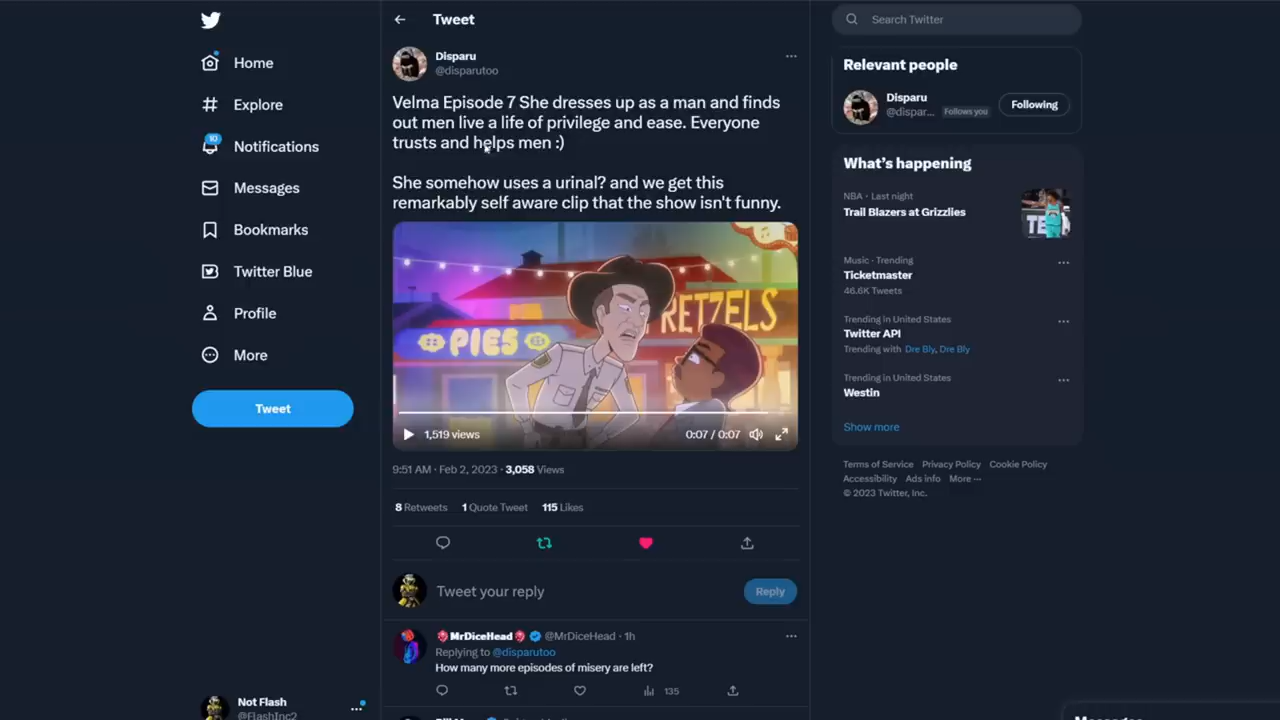 Home
Explore
10
Notifications
Messages
Bookmarks
Twitter Blue
Profile
More
Tweet
Not Flash
@FlashInc2
Tweet
Disparu
@disparutoo
Velma Episode 7 She dresses up as a man and finds
out men live a life of privilege and ease. Everyone
trusts and helps men :)
She somehow uses a urinal? and we get this
remarkably self aware clip that the show isn't funny.
PIES
RETZELS
1,519 views
0:07 / 0:07
9:51 AM · Feb 2, 2023 · 3,058 Views
8 Retweets 1 Quote Tweet 115 Likes
Tweet your reply
Reply
MrDiceHead @MrDiceHead · 1h
Replying to @disparutoo
How many more episodes of misery are left?
135
Search Twitter
Relevant people
Disparu
@dispar... Follows you
Following
What's happening
NBA · Last night
Trail Blazers at Grizzlies
Music · Trending
Ticketmaster
46.6K Tweets
Trending in United States
Twitter API
Trending with Dre Bly, Dre Bly
Trending in United States
Westin
Show more
Terms of Service Privacy Policy Cookie Policy
Accessibility Ads info More ···
© 2023 Twitter, Inc.